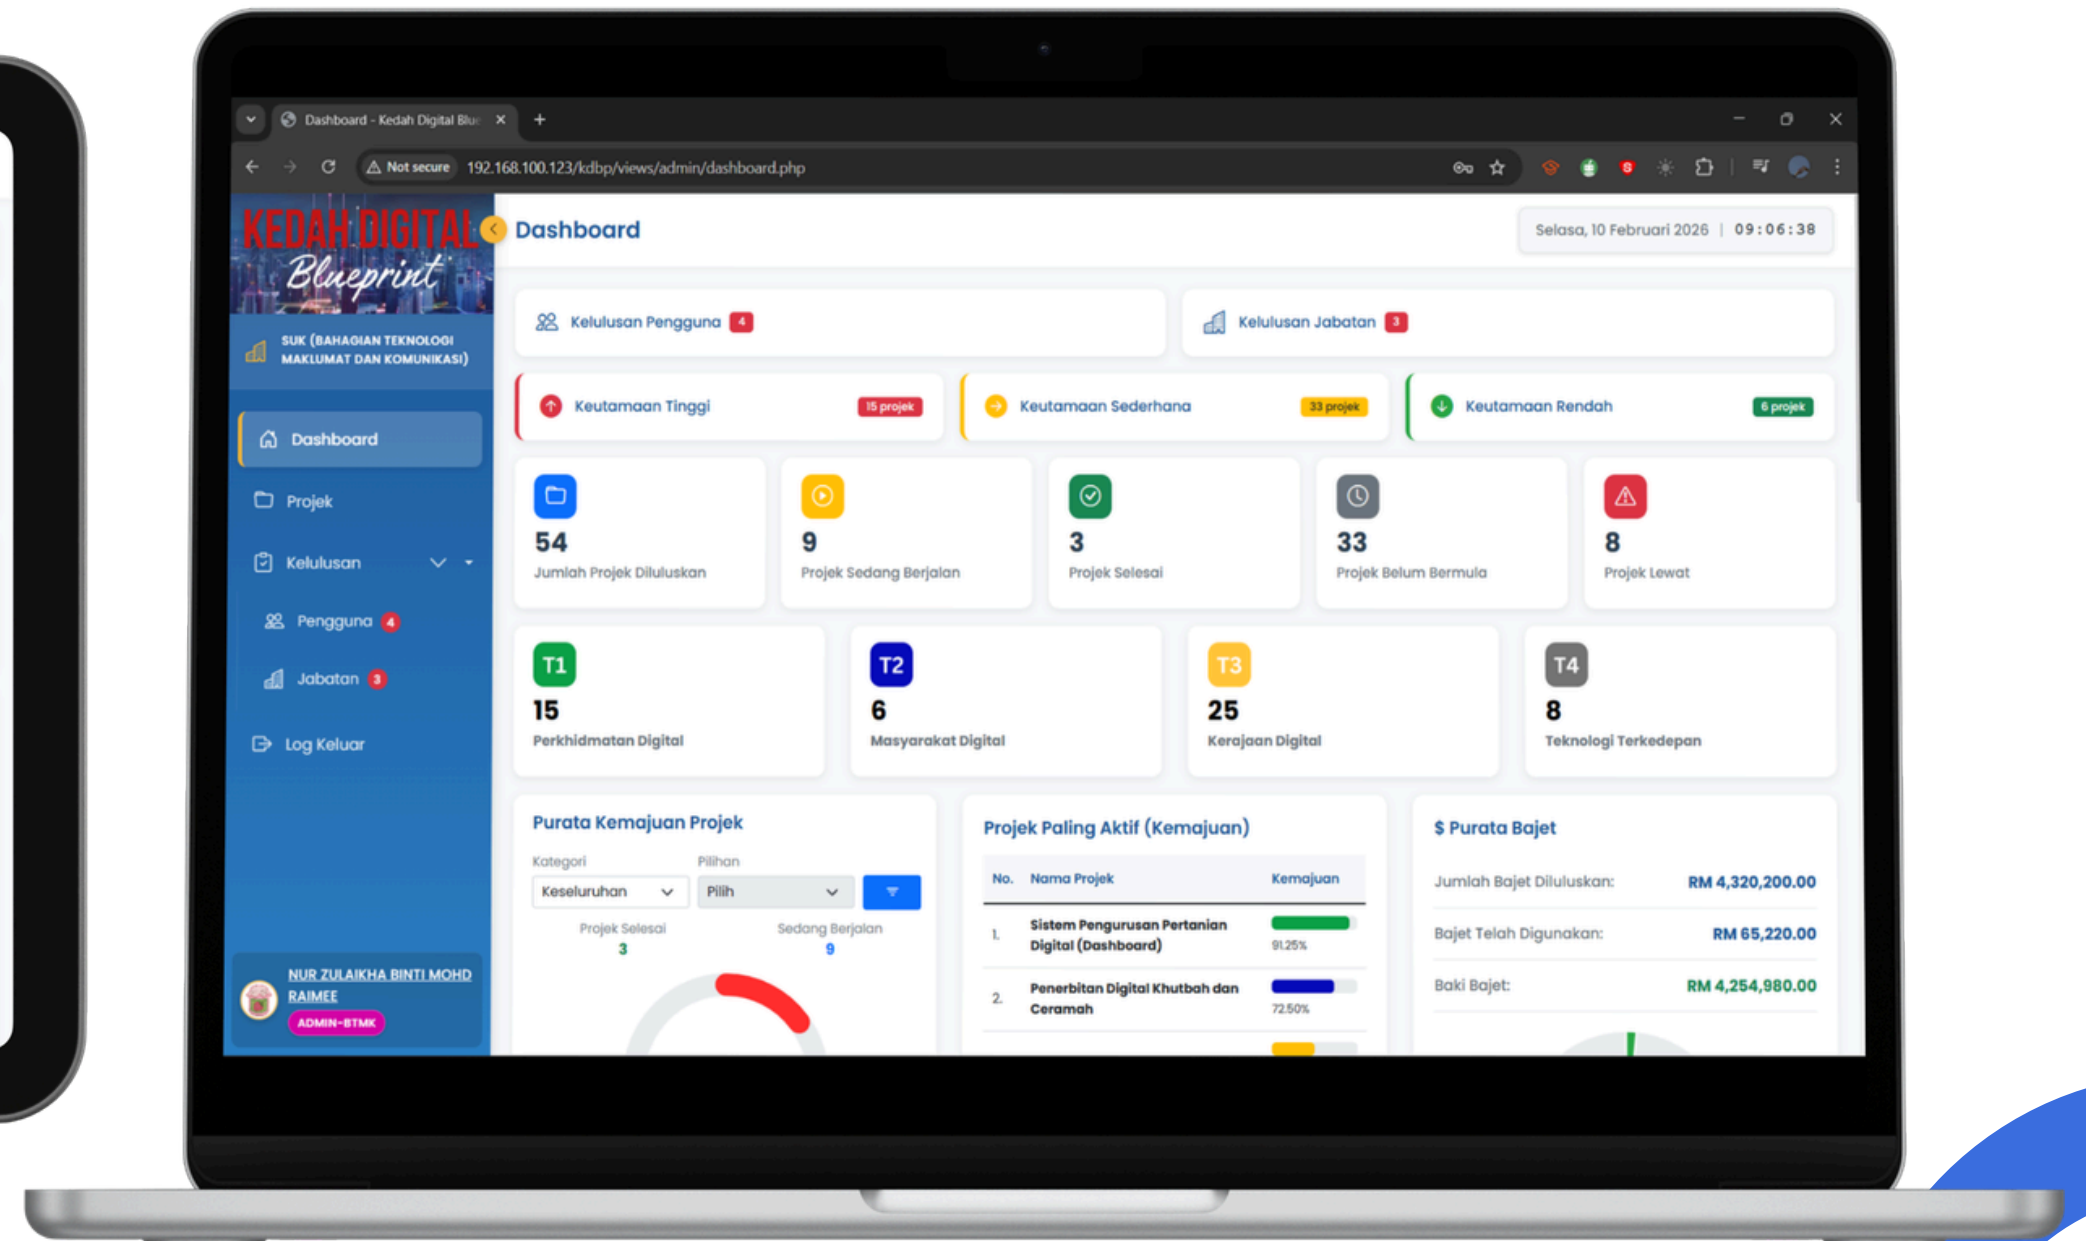 Dashboard - Kedah Digital Blue
Not secure
192.168.100.123/kdbp/views/admin/dashboard.php
KEDAH DIGITAL
Blueprint
SUK (BAHAGIAN TEKNOLOGI
MAKLUMAT DAN KOMUNIKASI)
Dashboard
Projek
Kelulusan
Pengguna 4
Jabatan 3
Log Keluar
NUR ZULAIKHA BINTI MOHD
RAIMEE
ADMIN-BTMK
Dashboard
Selasa, 10 Februari 2026 | 09:06:38
Kelulusan Pengguna 4
Kelulusan Jabatan 3
Keutamaan Tinggi 15 projek
Keutamaan Sederhana 33 projek
Keutamaan Rendah 6 projek
54
Jumlah Projek Diluluskan
9
Projek Sedang Berjalan
3
Projek Selesai
33
Projek Belum Bermula
8
Projek Lewat
T1
15
Perkhidmatan Digital
T2
6
Masyarakat Digital
T3
25
Kerajaan Digital
T4
8
Teknologi Terkedepan
Purata Kemajuan Projek
Kategori Pilihan
Keseluruhan Pilih
Projek Selesai Sedang Berjalan
3 9
Projek Paling Aktif (Kemajuan)
No. Nama Projek Kemajuan
1. Sistem Pengurusan Pertanian
Digital (Dashboard) 91.25%
2. Penerbitan Digital Khutbah dan
Ceramah 72.50%
$ Purata Bajet
Jumlah Bajet Diluluskan: RM 4,320,200.00
Bajet Telah Digunakan: RM 65,220.00
Baki Bajet: RM 4,254,980.00